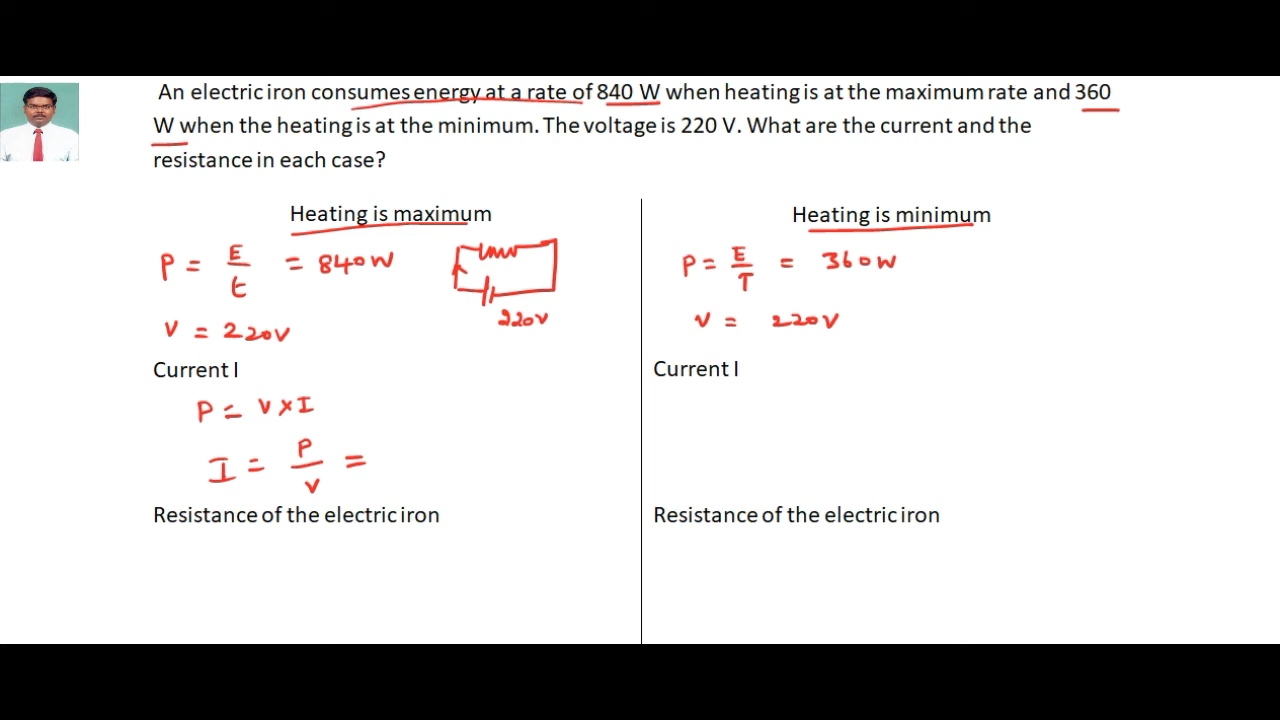 An electric iron consumes energy at a rate of 840 W when heating is at the maximum rate and 360
W when the heating is at the minimum. The voltage is 220 V. What are the current and the
resistance in each case?
Heating is maximum
P = E/t = 840W
220V
V = 220V
Current I
P = V×I
I = P/V =
Resistance of the electric iron
Heating is minimum
P = E/T = 360W
V = 220V
Current I
Resistance of the electric iron